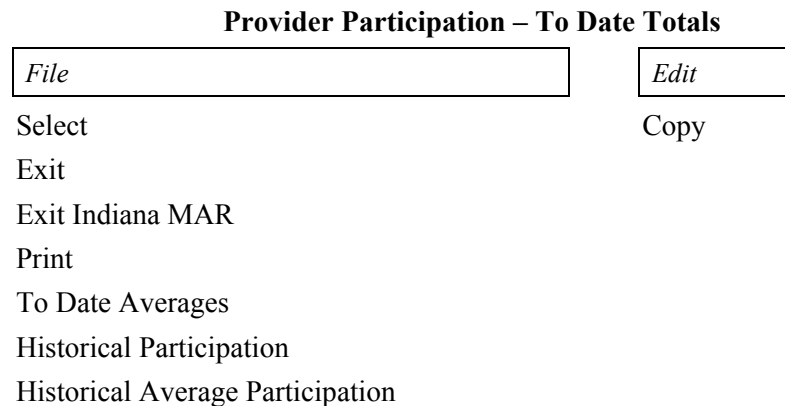 Provider Participation – To Date Totals
File Edit
Select Copy
Exit
Exit Indiana MAR
Print
To Date Averages
Historical Participation
Historical Average Participation